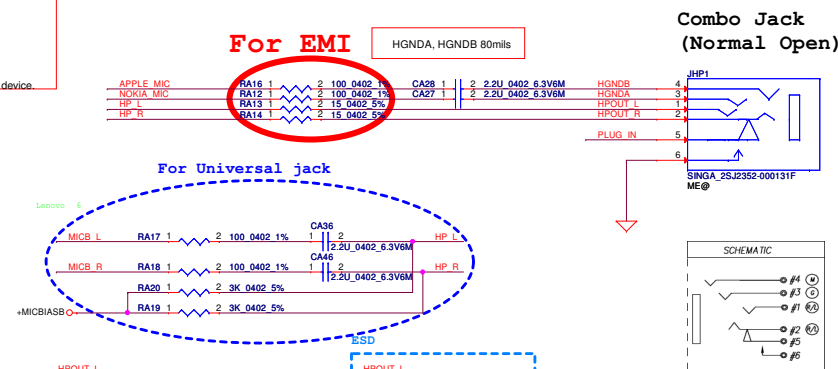 Combo Jack
(Normal Open)
For EMI
HGNDA, HGNDB 80mils
JHP1
device.
APPLE_MIC RA16 1 2 100_0402_1% CA28 1 2 2.2U_0402_6.3V6M HGNDB 4
NOKIA_MIC RA12 1 2 100_0402_1% CA27 1 2 2.2U_0402_6.3V6M HGNDA 3
HP_L RA13 1 2 15_0402_5% HPOUT_L 1
HP_R RA14 1 2 15_0402_5% HPOUT_R 2
PLUG_IN 5
6
SINGA_2SJ2352-000131F
ME@
For Universal jack
Lenovo 6
MICB_L RA17 1 2 100_0402_1% CA36 1 2 2.2U_0402_6.3V6M HP_L
MICB_R RA18 1 2 100_0402_1% CA46 1 2 2.2U_0402_6.3V6M HP_R
RA20 1 2 3K_0402_5%
+MICBIASB RA19 1 2 3K_0402_5%
SCHEMATIC
#4 M
#3 G
#1 R/L
#2 R/L
#5
#6
ESD
HPOUT_L HPOUT_L